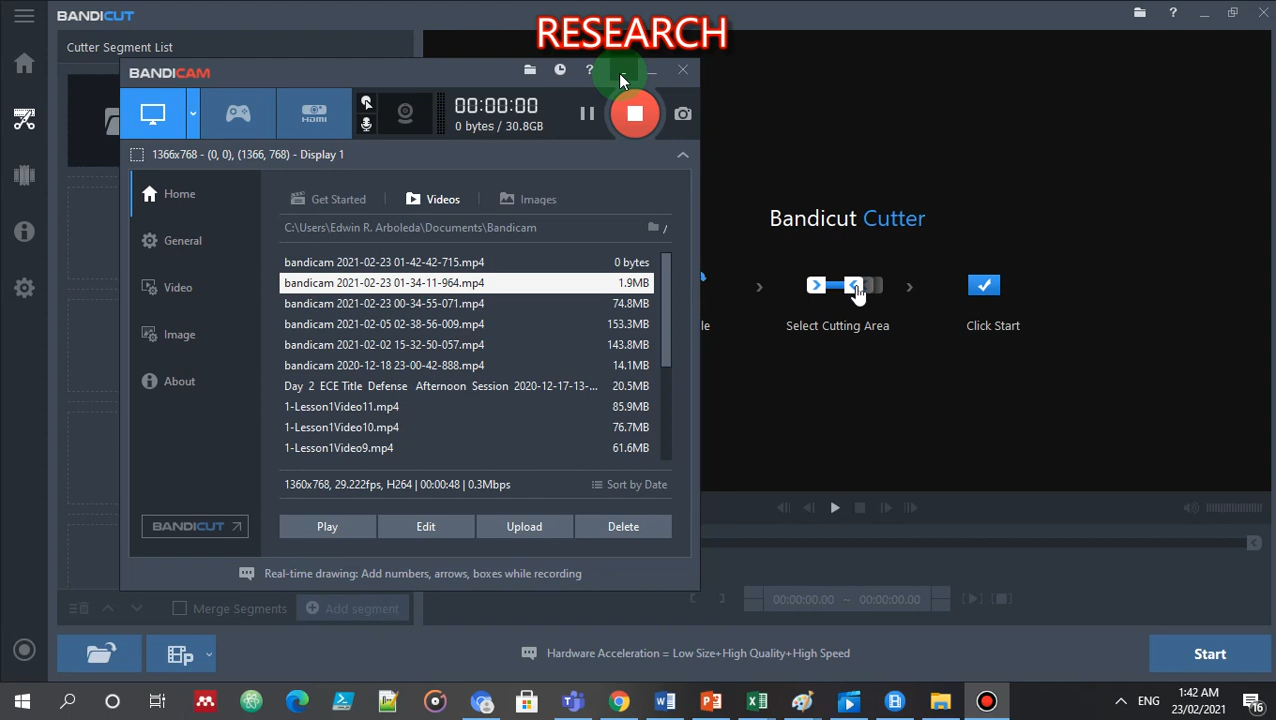 BANDICUT
RESEARCH
?
Cutter Segment List
BANDICAM
?
HDMI
00:00:00
0 bytes / 30.8GB
1366x768 - (0, 0), (1366, 768) - Display 1
Home
General
Video
Image
About
BANDICUT
Get Started
Videos
Images
C:\Users\Edwin R. Arboleda\Documents\Bandicam
/
bandicam 2021-02-23 01-42-42-715.mp4 0 bytes
bandicam 2021-02-23 01-34-11-964.mp4 1.9MB
bandicam 2021-02-23 00-34-55-071.mp4 74.8MB
bandicam 2021-02-05 02-38-56-009.mp4 153.3MB
bandicam 2021-02-02 15-32-50-057.mp4 143.8MB
bandicam 2020-12-18 23-00-42-888.mp4 14.1MB
Day 2 ECE Title Defense Afternoon Session 2020-12-17-13-... 20.5MB
1-Lesson1Video11.mp4 85.9MB
1-Lesson1Video10.mp4 76.7MB
1-Lesson1Video9.mp4 61.6MB
1360x768, 29.222fps, H264 | 00:00:48 | 0.3Mbps
Sort by Date
Play Edit Upload Delete
Real-time drawing: Add numbers, arrows, boxes while recording
Bandicut Cutter
le
Select Cutting Area
Click Start
00:00:00.00 ~ 00:00:00.00
Merge Segments
Add segment
Hardware Acceleration = Low Size+High Quality+High Speed
Start
ENG
1:42 AM
23/02/2021
16